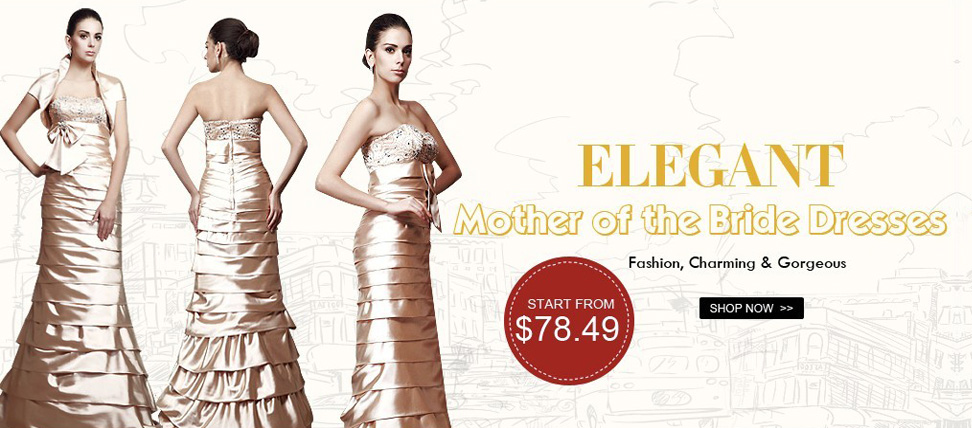 ELEGANT
Mother of the Bride Dresses
Fashion, Charming & Gorgeous
START FROM
$78.49
SHOP NOW >>